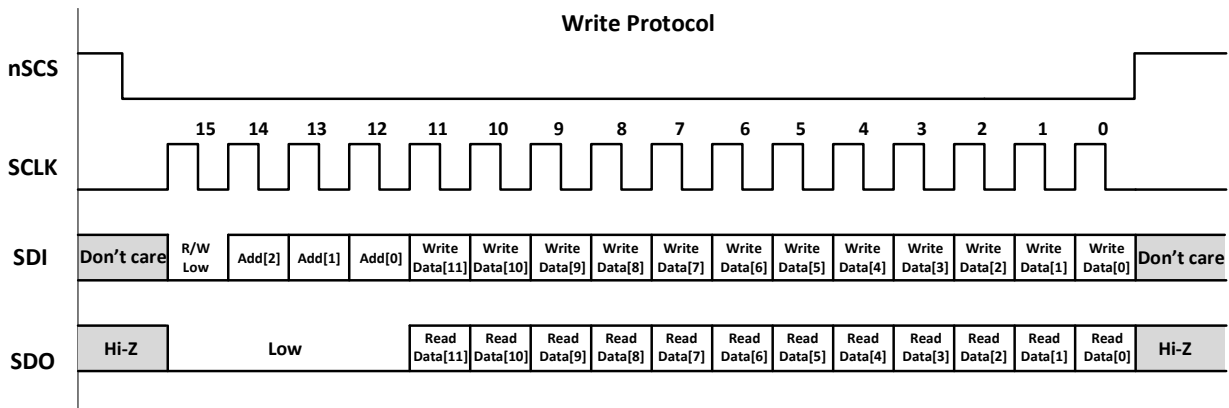 Write Protocol
nSCS
15 14 13 12 11 10 9 8 7 6 5 4 3 2 1 0
SCLK
SDI
Don't care
R/W
Low
Add[2]
Add[1]
Add[0]
Write
Data[11]
Write
Data[10]
Write
Data[9]
Write
Data[8]
Write
Data[7]
Write
Data[6]
Write
Data[5]
Write
Data[4]
Write
Data[3]
Write
Data[2]
Write
Data[1]
Write
Data[0]
Don't care
SDO
Hi-Z
Low
Read
Data[11]
Read
Data[10]
Read
Data[9]
Read
Data[8]
Read
Data[7]
Read
Data[6]
Read
Data[5]
Read
Data[4]
Read
Data[3]
Read
Data[2]
Read
Data[1]
Read
Data[0]
Hi-Z